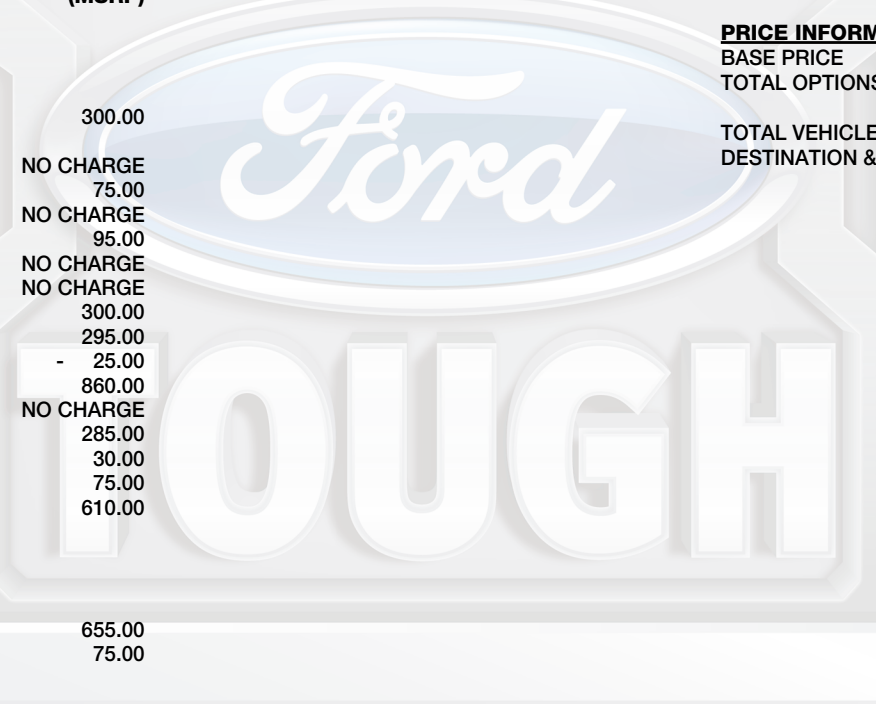 (MSRP)
300.00
NO CHARGE
75.00
NO CHARGE
95.00
NO CHARGE
NO CHARGE
300.00
295.00
- 25.00
860.00
NO CHARGE
285.00
30.00
75.00
610.00
655.00
75.00
PRICE INFORM
BASE PRICE
TOTAL OPTIONS
TOTAL VEHICLE
DESTINATION &
Ford
TOUGH